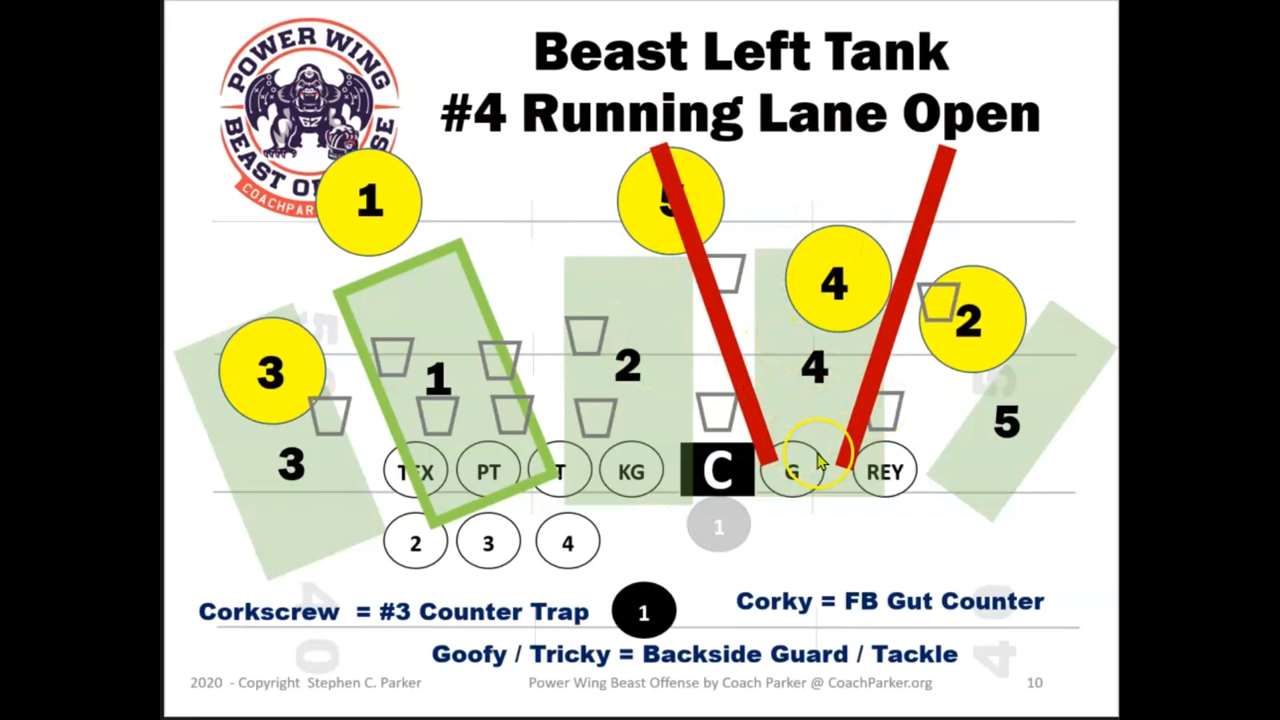 Beast Left Tank
#4 Running Lane Open
POWER WING
BEAST
1
5
4
2
3
1
2
4
3
5
TEX PT T KG C G REY
2 3 4 1
Corkscrew = #3 Counter Trap
1
Corky = FB Gut Counter
Goofy / Tricky = Backside Guard / Tackle
2020 - Copyright Stephen C. Parker
Power Wing Beast Offense by Coach Parker @ CoachParker.org
10